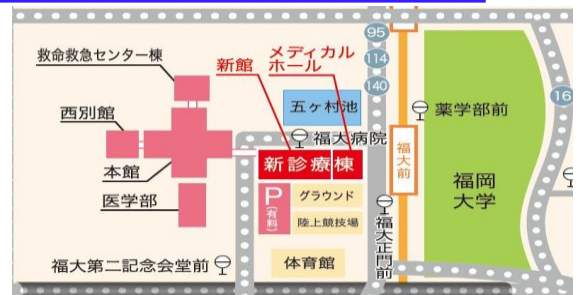 救命救急センター棟
新館
メディカル
ホール
95
114
140
16
西別館
五ヶ村池
薬学部前
福大病院
本館
新診療棟
福大前
医学部
P
(有料)
グラウンド
陸上競技場
福大正門前
福岡
大学
福大第二記念会堂前
体育館